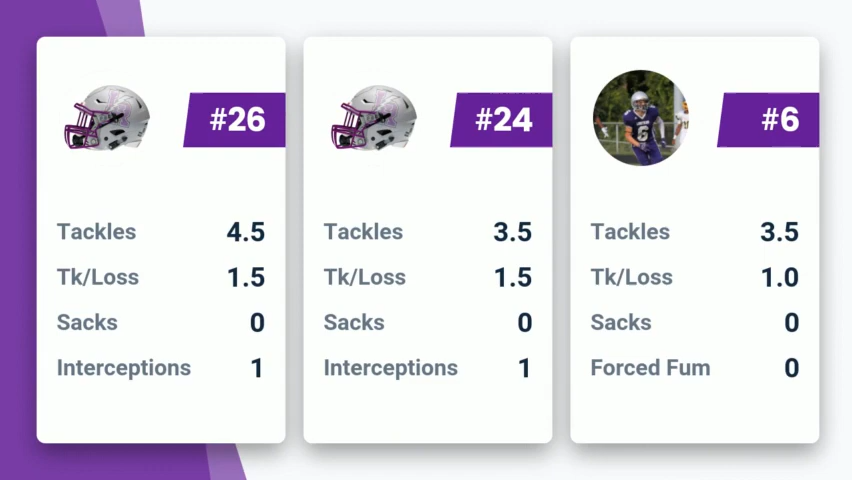 #26
Tackles 4.5
Tk/Loss 1.5
Sacks 0
Interceptions 1
#24
Tackles 3.5
Tk/Loss 1.5
Sacks 0
Interceptions 1
6
#6
Tackles 3.5
Tk/Loss 1.0
Sacks 0
Forced Fum 0